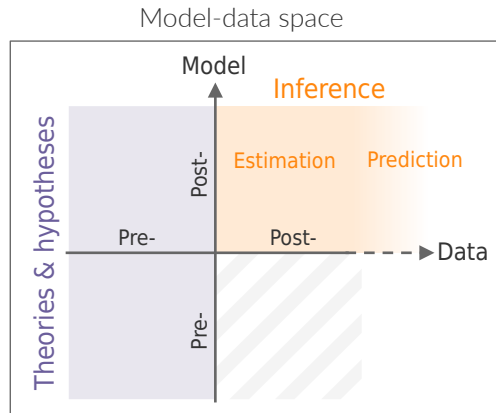 Model-data space
Model
Inference
Theories & hypotheses
Post-
Estimation
Prediction
Pre-
Post-
Data
Pre-